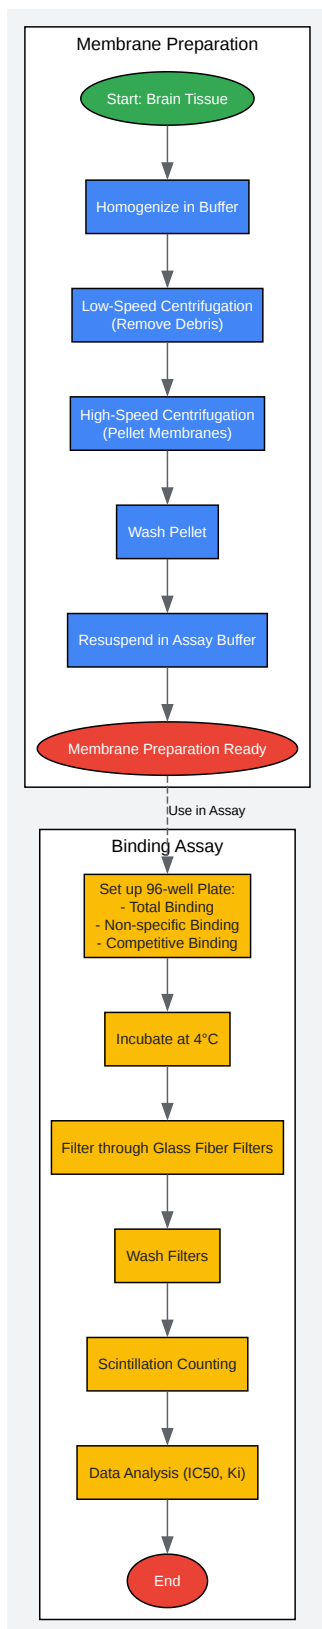 Membrane Preparation
Start: Brain Tissue
Homogenize in Buffer
Low-Speed Centrifugation
(Remove Debris)
High-Speed Centrifugation
(Pellet Membranes)
Wash Pellet
Resuspend in Assay Buffer
Membrane Preparation Ready
Use in Assay
Binding Assay
Set up 96-well Plate:
- Total Binding
- Non-specific Binding
- Competitive Binding
Incubate at 4°C
Filter through Glass Fiber Filters
Wash Filters
Scintillation Counting
Data Analysis (IC50, Ki)
End